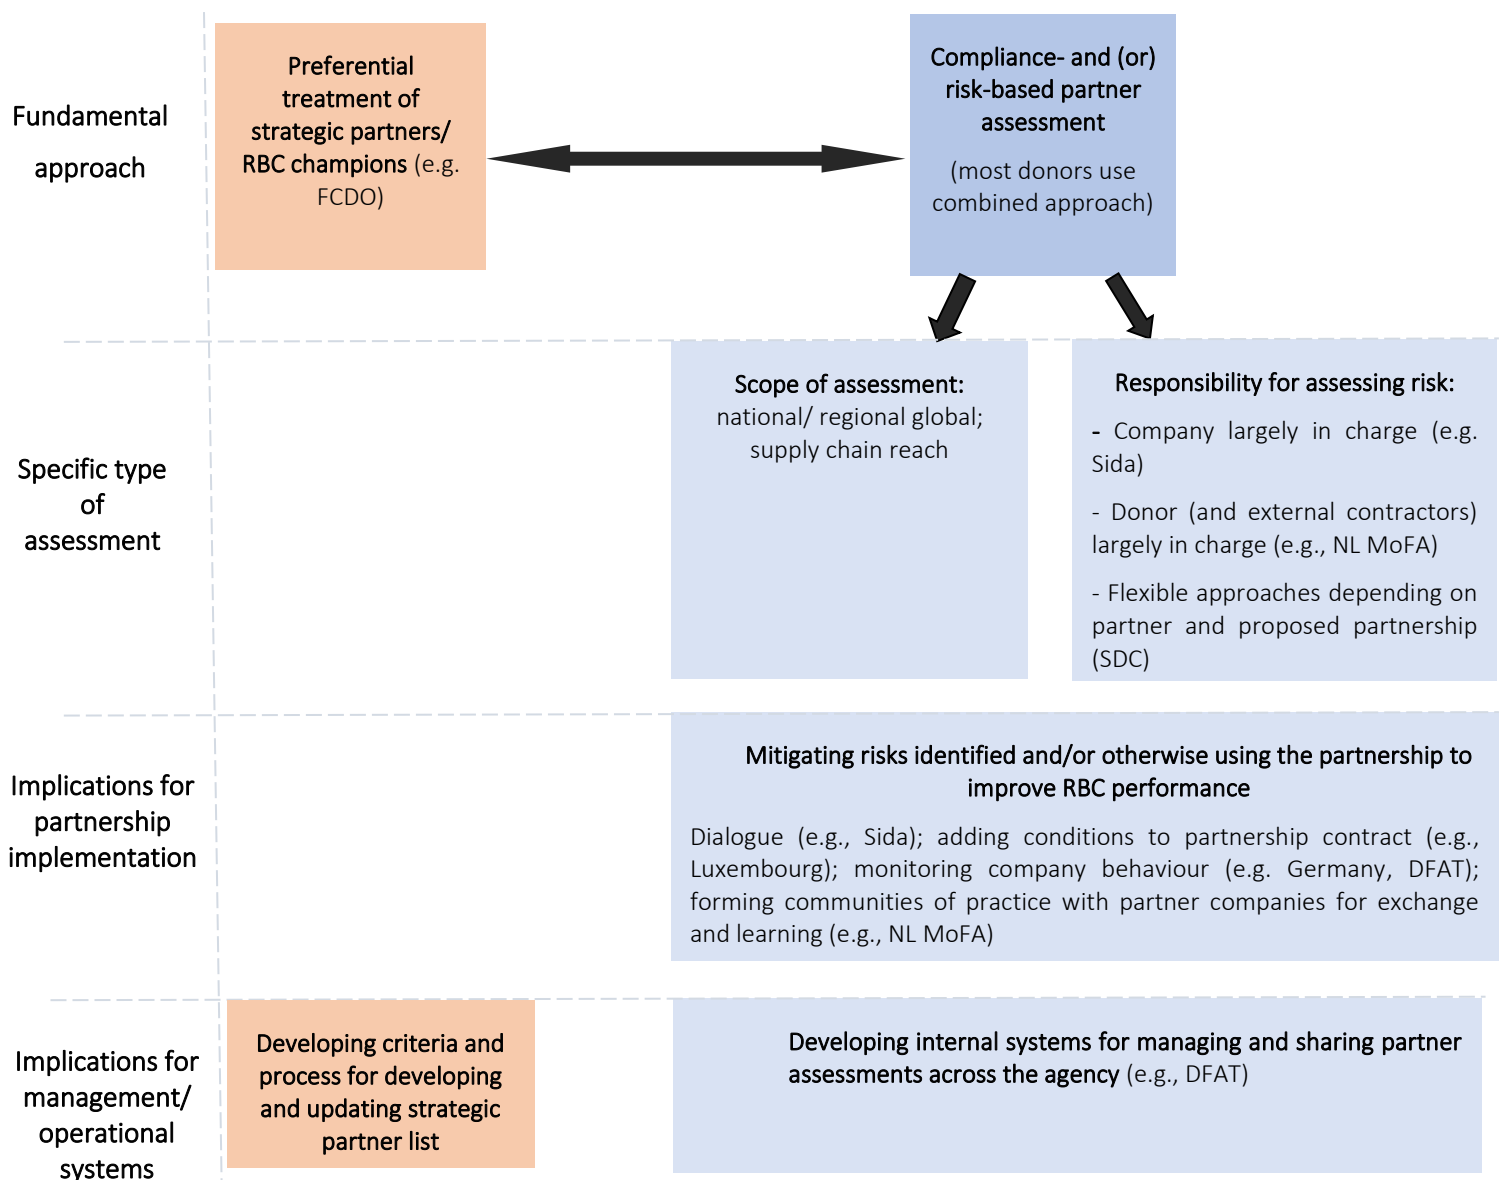 Fundamental
approach
Preferential
treatment of
strategic partners/
RBC champions (e.g.
FCDO)
Compliance- and (or)
risk-based partner
assessment
(most donors use
combined approach)
Specific type
of
assessment
Scope of assessment:
national/ regional global;
supply chain reach
Responsibility for assessing risk:
- Company largely in charge (e.g.
Sida)
- Donor (and external contractors)
largely in charge (e.g., NL MoFA)
- Flexible approaches depending on
partner and proposed partnership
(SDC)
Implications for
partnership
implementation
Mitigating risks identified and/or otherwise using the partnership to
improve RBC performance
Dialogue (e.g., Sida); adding conditions to partnership contract (e.g.,
Luxembourg); monitoring company behaviour (e.g. Germany, DFAT);
forming communities of practice with partner companies for exchange
and learning (e.g., NL MoFA)
Implications for
management/
operational
systems
Developing criteria and
process for developing
and updating strategic
partner list
Developing internal systems for managing and sharing partner
assessments across the agency (e.g., DFAT)